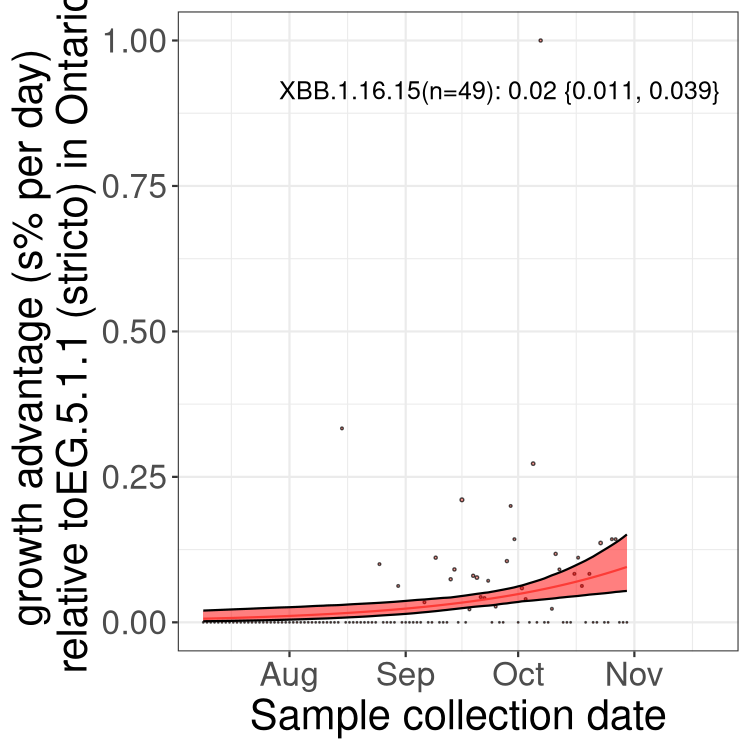 growth advantage (s% per day)
relative toEG.5.1.1 (stricto) in Ontario
1.00
0.75
0.50
0.25
0.00
XBB.1.16.15(n=49): 0.02 {0.011, 0.039}
Aug Sep Oct Nov
Sample collection date